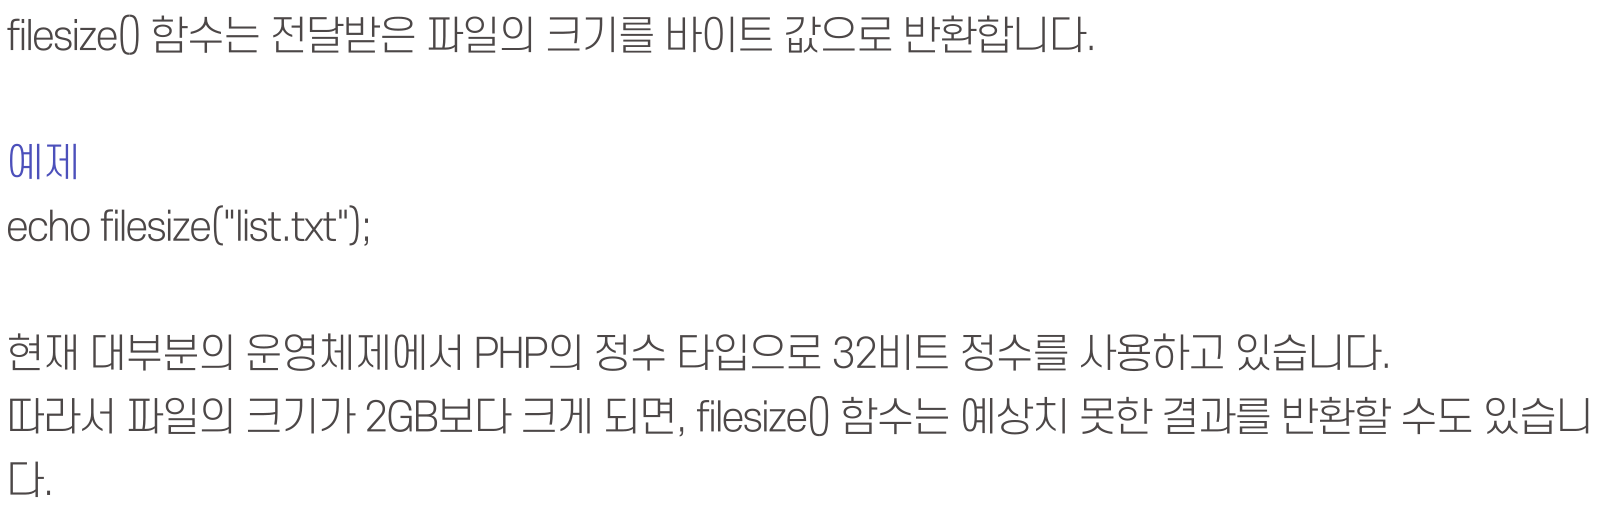 filesize() 함수는 전달받은 파일의 크기를 바이트 값으로 반환합니다.
예제
echo filesize("list.txt");
현재 대부분의 운영체제에서 PHP의 정수 타입으로 32비트 정수를 사용하고 있습니다.
따라서 파일의 크기가 2GB보다 크게 되면, filesize() 함수는 예상치 못한 결과를 반환할 수도 있습니
다.